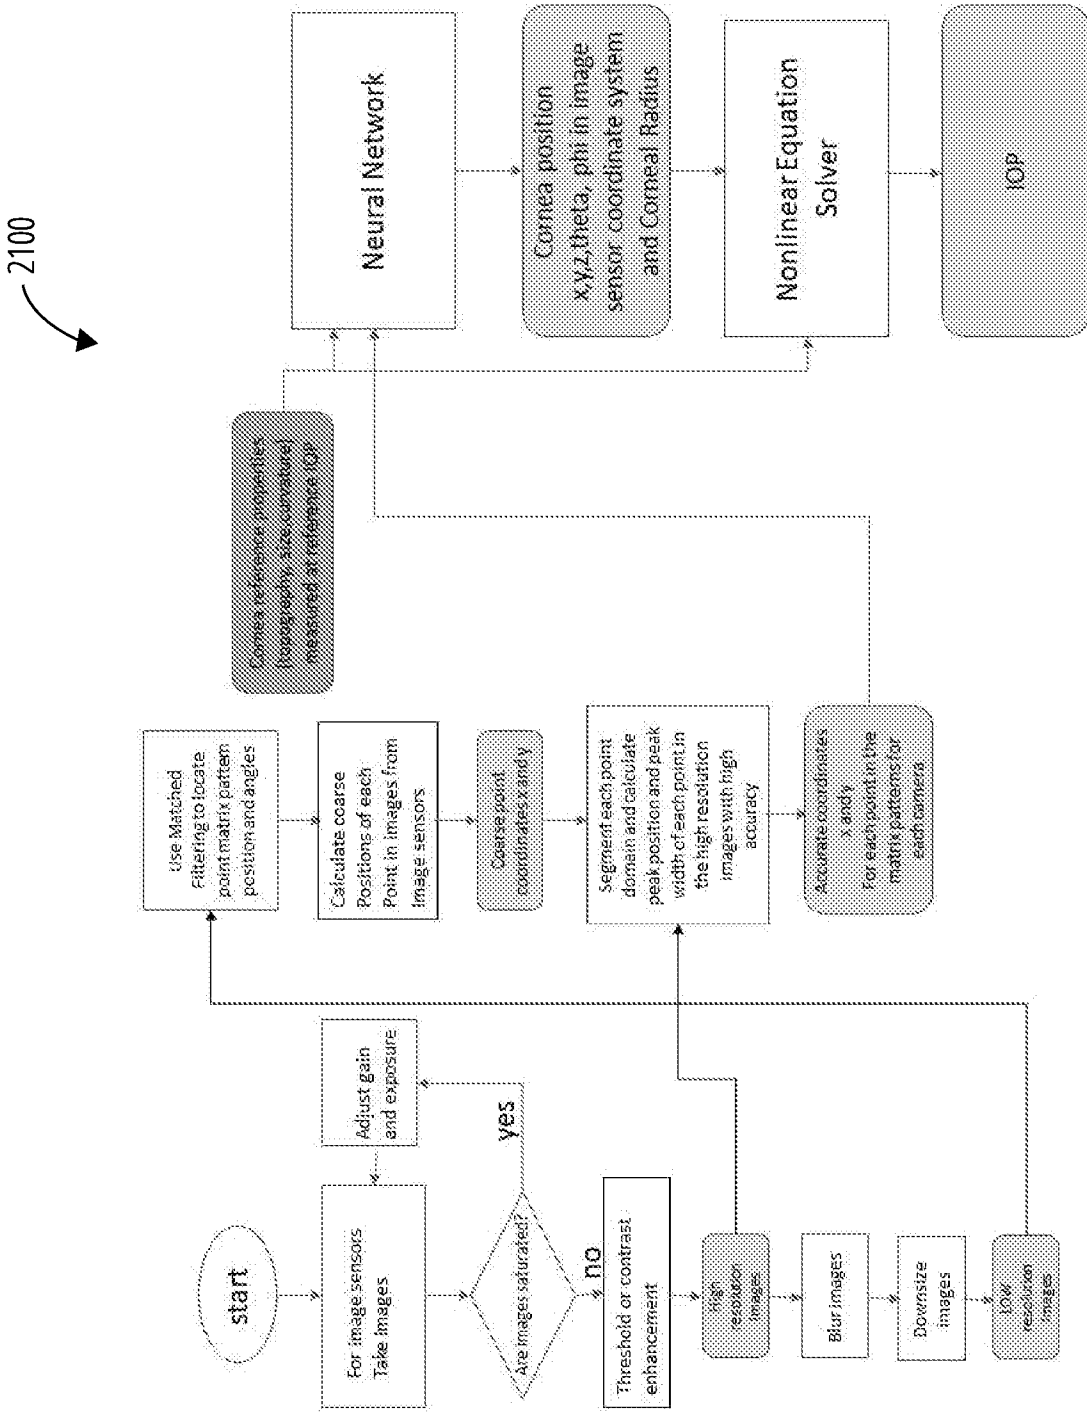 2100
start
For image sensors
Take images
Are images saturated?
yes
Adjust gain
and exposure
no
Threshold or contrast
enhancement
High
resolution
images
Blur images
Downsize
images
Low
resolution
images
Use Matched
Filtering to locate
point matrix pattern
position and angles
Calculate coarse
Positions of each
Point in images from
image sensors
Coarse point
coordinates x and y
Segment each point
domain and calculate
peak position and peak
width of each point in
the high resolution
images with high
accuracy
Accurate coordinates
x and y
For each point in the
matrix patterns for
each camera
Cornea reference properties
(topography, size, curvature)
measured at reference IOP
Neural Network
Cornea position
x,y,z,theta, phi in image
sensor coordinate system
and Corneal Radius
Nonlinear Equation
Solver
IOP